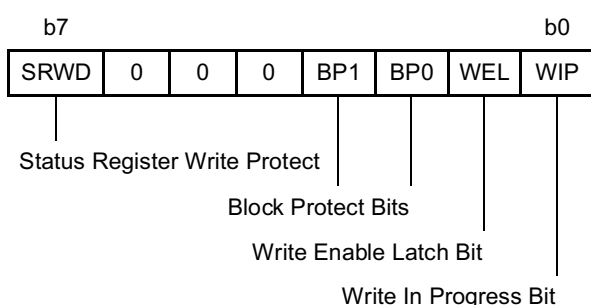 b7 b0
SRWD 0 0 0 BP1 BP0 WEL WIP
Status Register Write Protect
Block Protect Bits
Write Enable Latch Bit
Write In Progress Bit